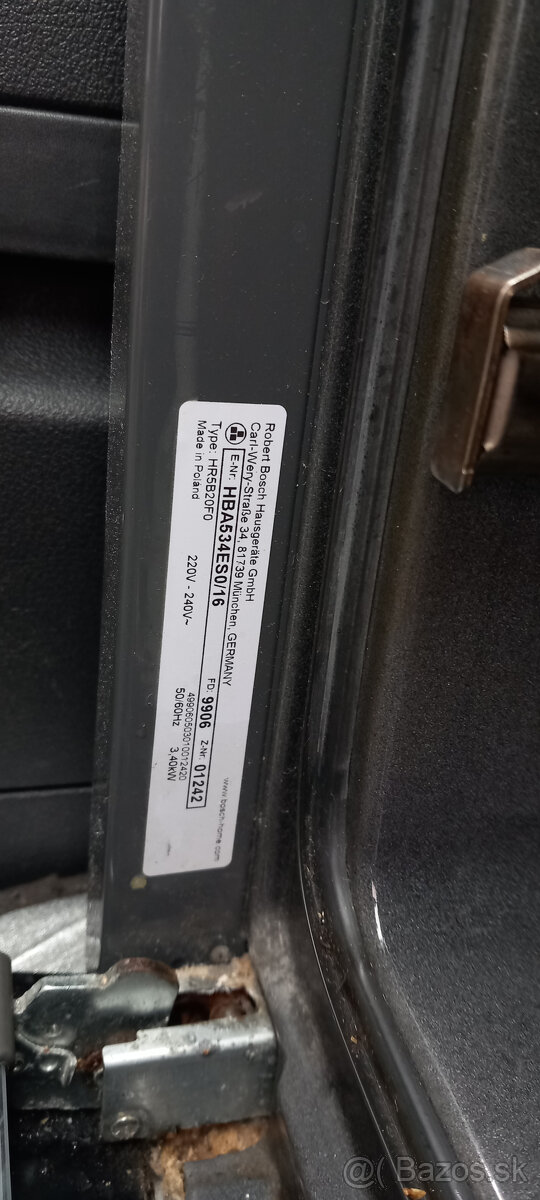 Robert Bosch Hausgeräte GmbH
Carl-Wery-Straße 34, 81739 München, GERMANY
E-Nr. HBA534ES0/16 FD: 9906 Z-Nr. 01242
Type: HR5B20F0 499060503010012420
Made in Poland 220V - 240V~ 50/60Hz 3,40kW
www.bosch-home.com
@ Bazos.sk